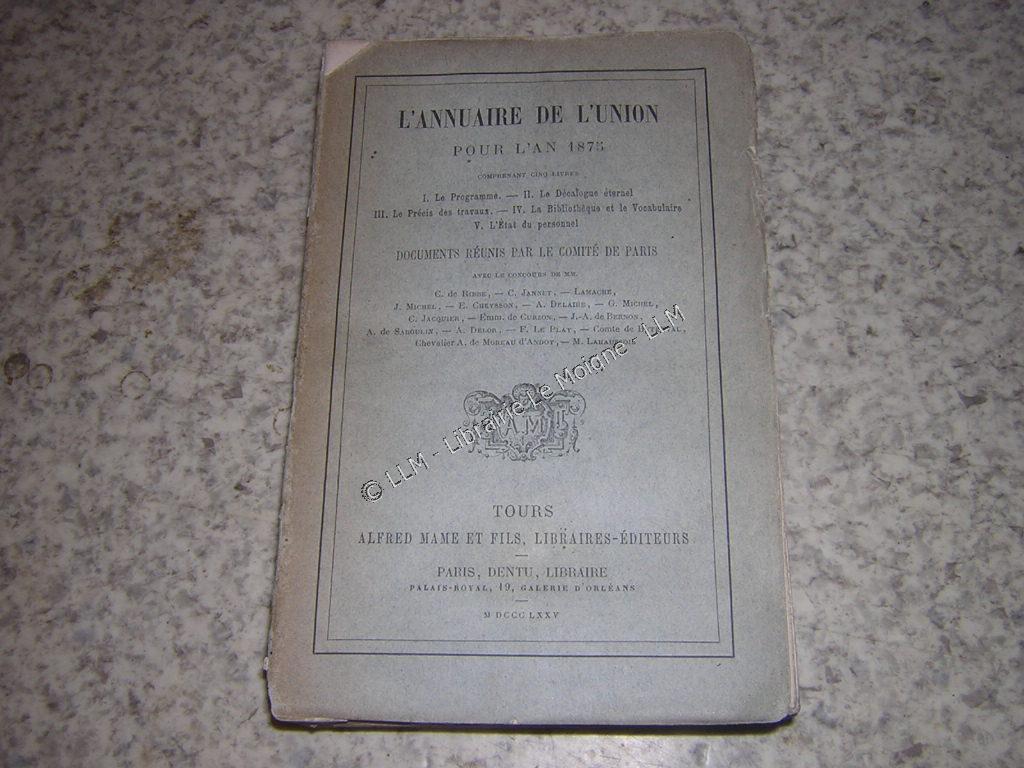 L'ANNUAIRE DE L'UNION
POUR L'AN 1875
COMPRENANT CINQ LIVRES
I. Le Programme. — II. Le Décalogue éternel
III. Le Précis des travaux. — IV. La Bibliothèque et le Vocabulaire
V. L'État du personnel
DOCUMENTS RÉUNIS PAR LE COMITÉ DE PARIS
AVEC LE CONCOURS DE MM.
C. de Ribbe, — C. Jannet, — Lamache,
J. Michel, — E. Cheysson, — A. Delaire, — G. Michel,
C. Jacquier, — Emm. de Curzon, — J.-A. de Bernon,
A. de Saboulin, — A. Delor, — F. Le Play, — Comte de
Chevalier A. de Moreau d'Andoy, — M.
AM
© LLM - Librairie Le Moigne - LLM
TOURS
ALFRED MAME ET FILS, LIBRAIRES-ÉDITEURS
PARIS, DENTU, LIBRAIRE
PALAIS-ROYAL, 19, GALERIE D'ORLÉANS
M DCCC LXXV